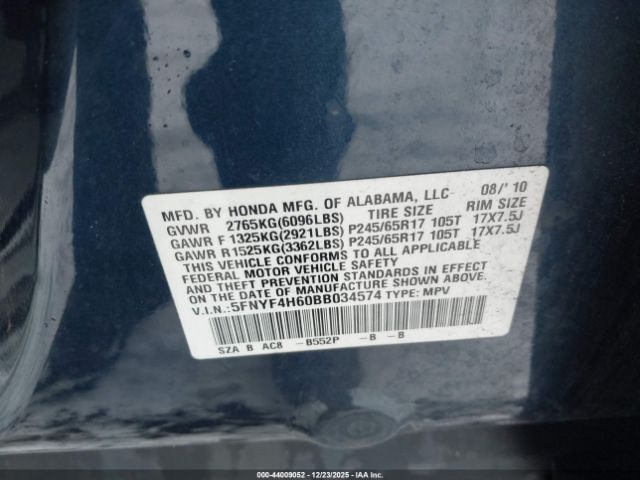 MFD. BY HONDA MFG. OF ALABAMA, LLC 08/'10
GVWR 2765KG(6096LBS) TIRE SIZE RIM SIZE
GAWR F 1325KG(2921LBS) P245/65R17 105T 17X7.5J
GAWR R 1525KG(3362LBS) P245/65R17 105T 17X7.5J
THIS VEHICLE CONFORMS TO ALL APPLICABLE
FEDERAL MOTOR VEHICLE SAFETY AND
THEFT PREVENTION STANDARDS IN EFFECT
ON THE DATE OF MANUFACTURE SHOWN ABOVE.
V.I.N.: 5FNYF4H60BB034574 TYPE: MPV
SZA B AC8 -B552P -B -B
000-44009052 - 12/23/2025 - IAAI.COM